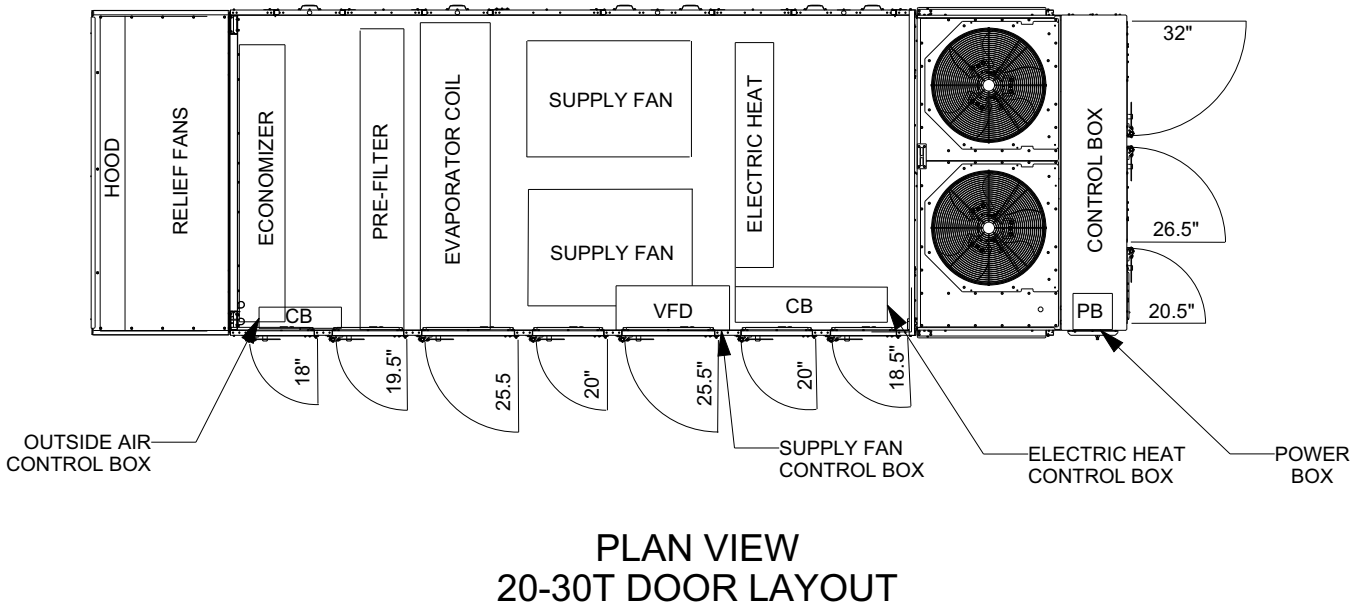 HOOD
RELIEF FANS
ECONOMIZER
PRE-FILTER
EVAPORATOR COIL
SUPPLY FAN
SUPPLY FAN
ELECTRIC HEAT
CONTROL BOX
32"
26.5"
20.5"
CB
VFD
CB
PB
18"
19.5"
25.5
20"
25.5"
20"
18.5"
OUTSIDE AIR
CONTROL BOX
SUPPLY FAN
CONTROL BOX
ELECTRIC HEAT
CONTROL BOX
POWER
BOX
PLAN VIEW
20-30T DOOR LAYOUT